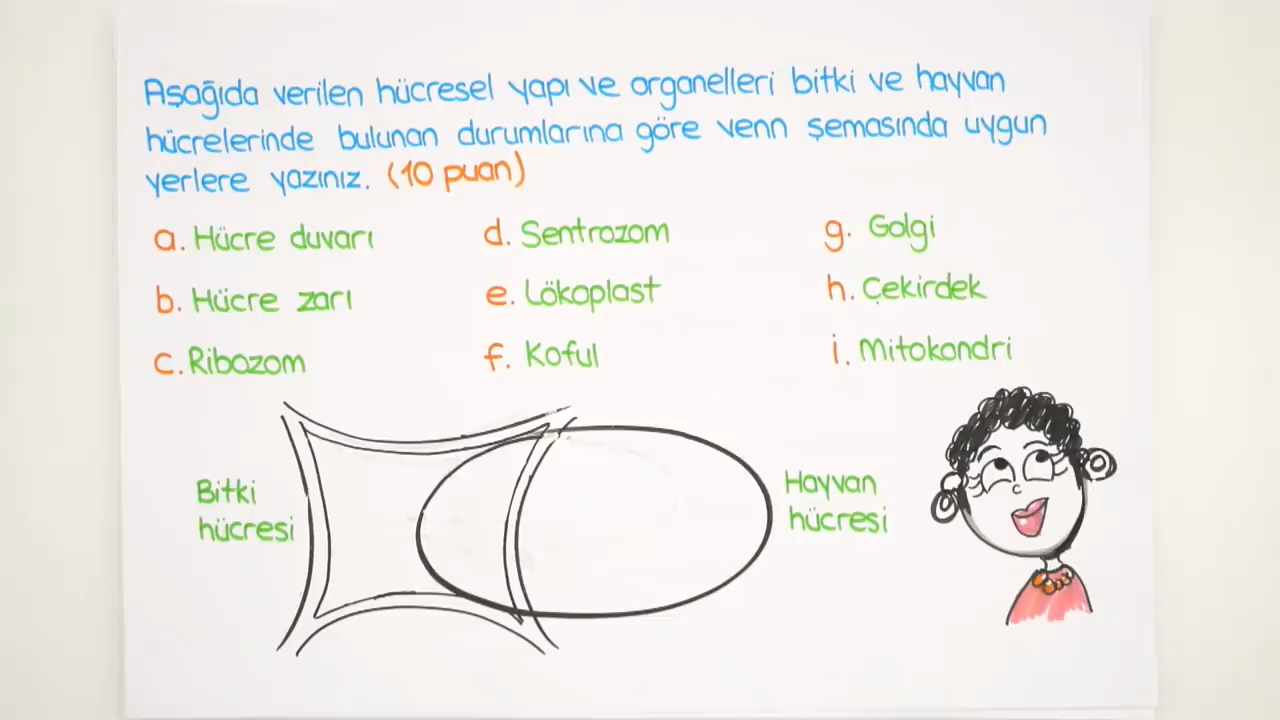 Aşağıda verilen hücresel yapı ve organelleri bitki ve hayvan
hücrelerinde bulunan durumlarına göre venn şemasında uygun
yerlere yazınız. (10 puan)
a. Hücre duvarı
b. Hücre zarı
c. Ribozom
d. Sentrozom
e. Lökoplast
f. Koful
g. Golgi
h. Çekirdek
i. Mitokondri
Bitki
hücresi
Hayvan
hücresi